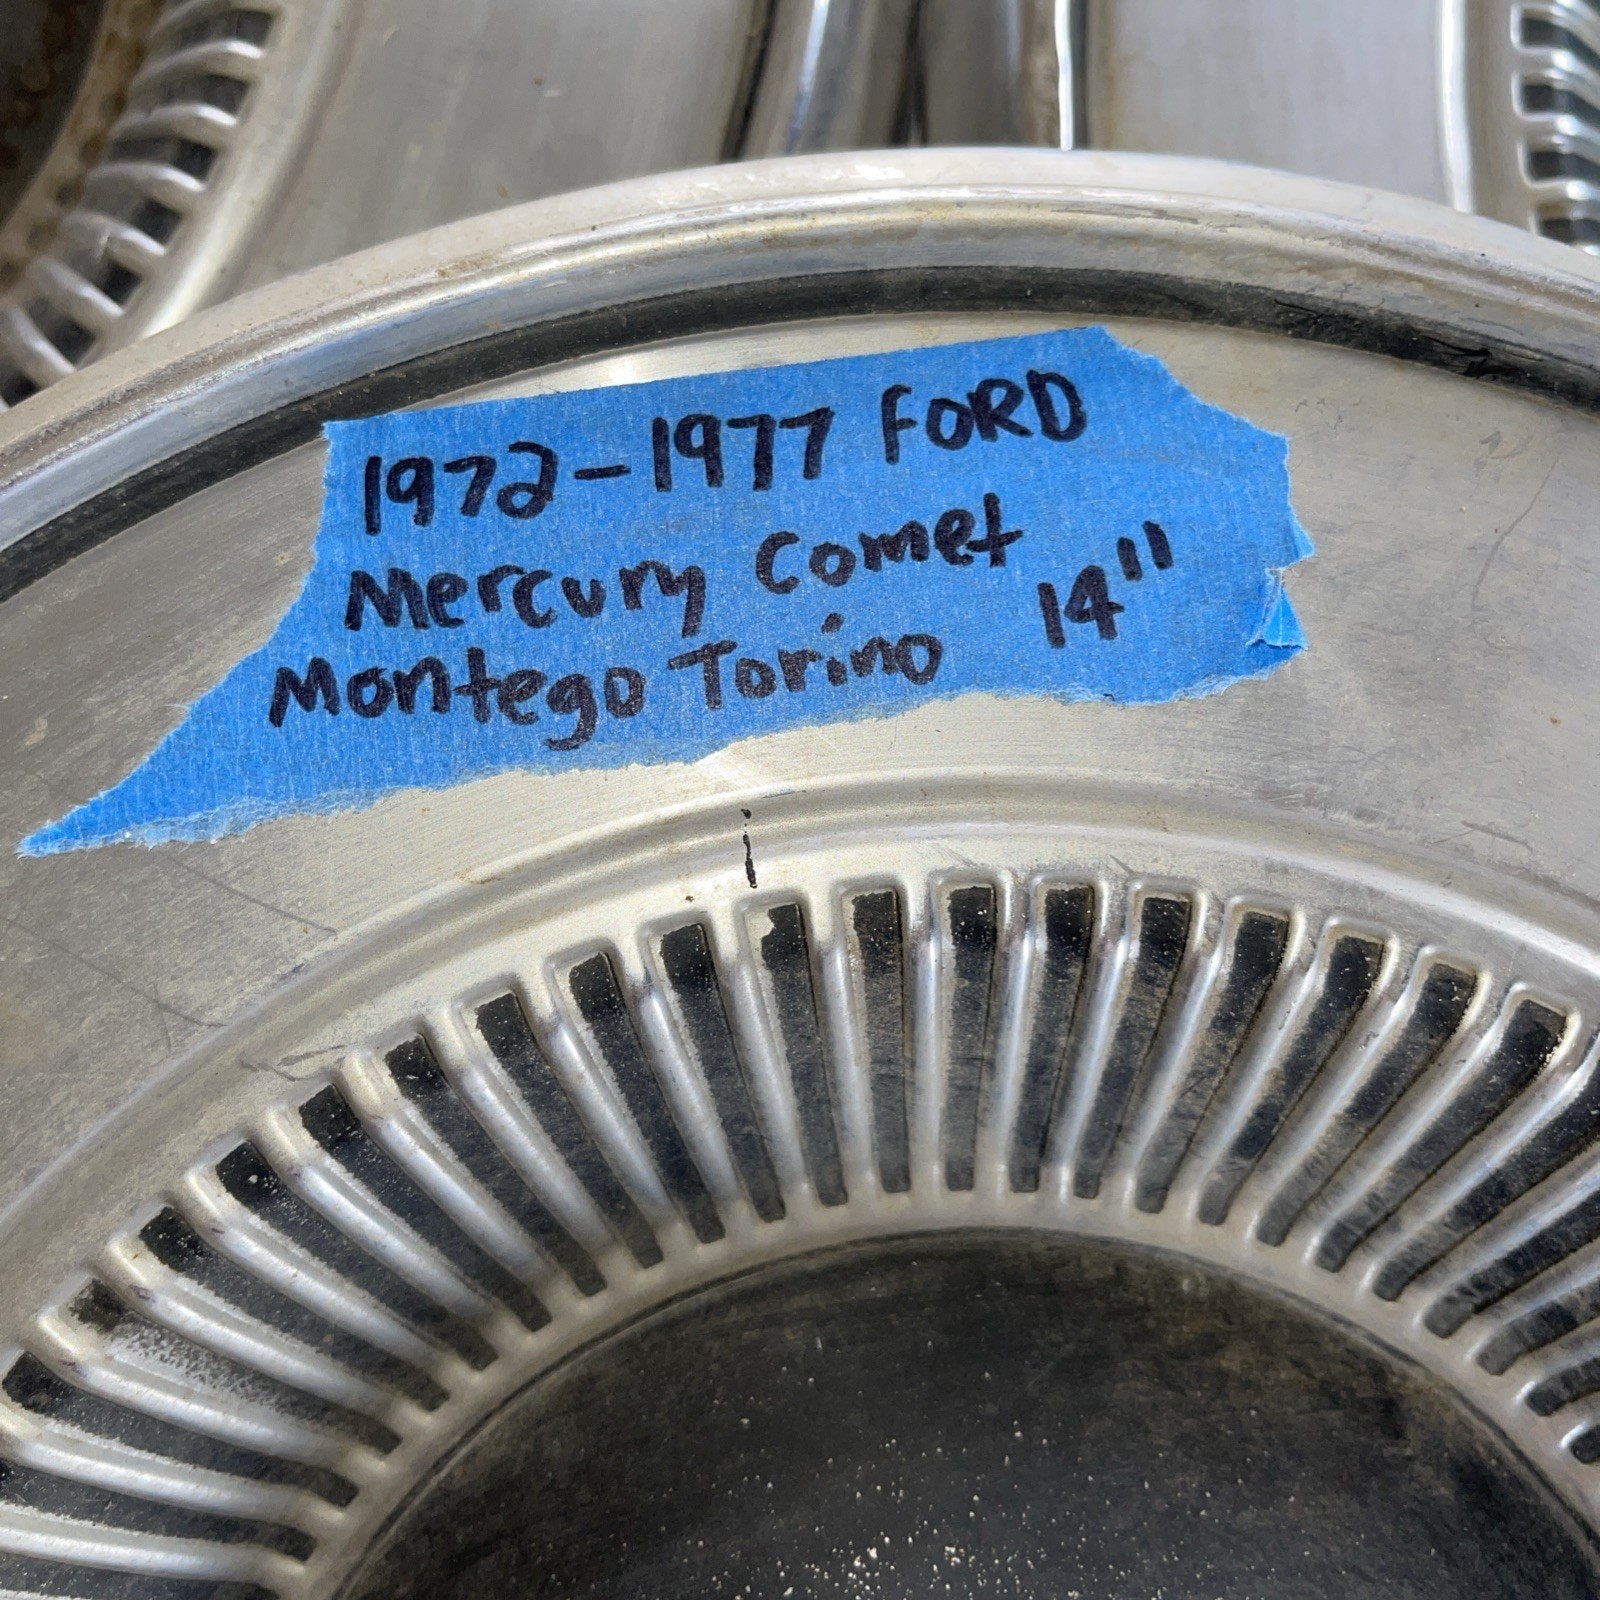 1972-1977 FORD
Mercury Comet
Montego Torino 14"